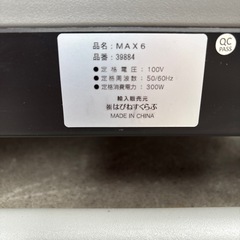 品名：MAX6
品番：39884
・定格電圧：100V
・定格周波数：50/60Hz
・定格消費電力：300W
輸入販売元
㈱はぴねすくらぶ
MADE IN CHINA
QC
PASS